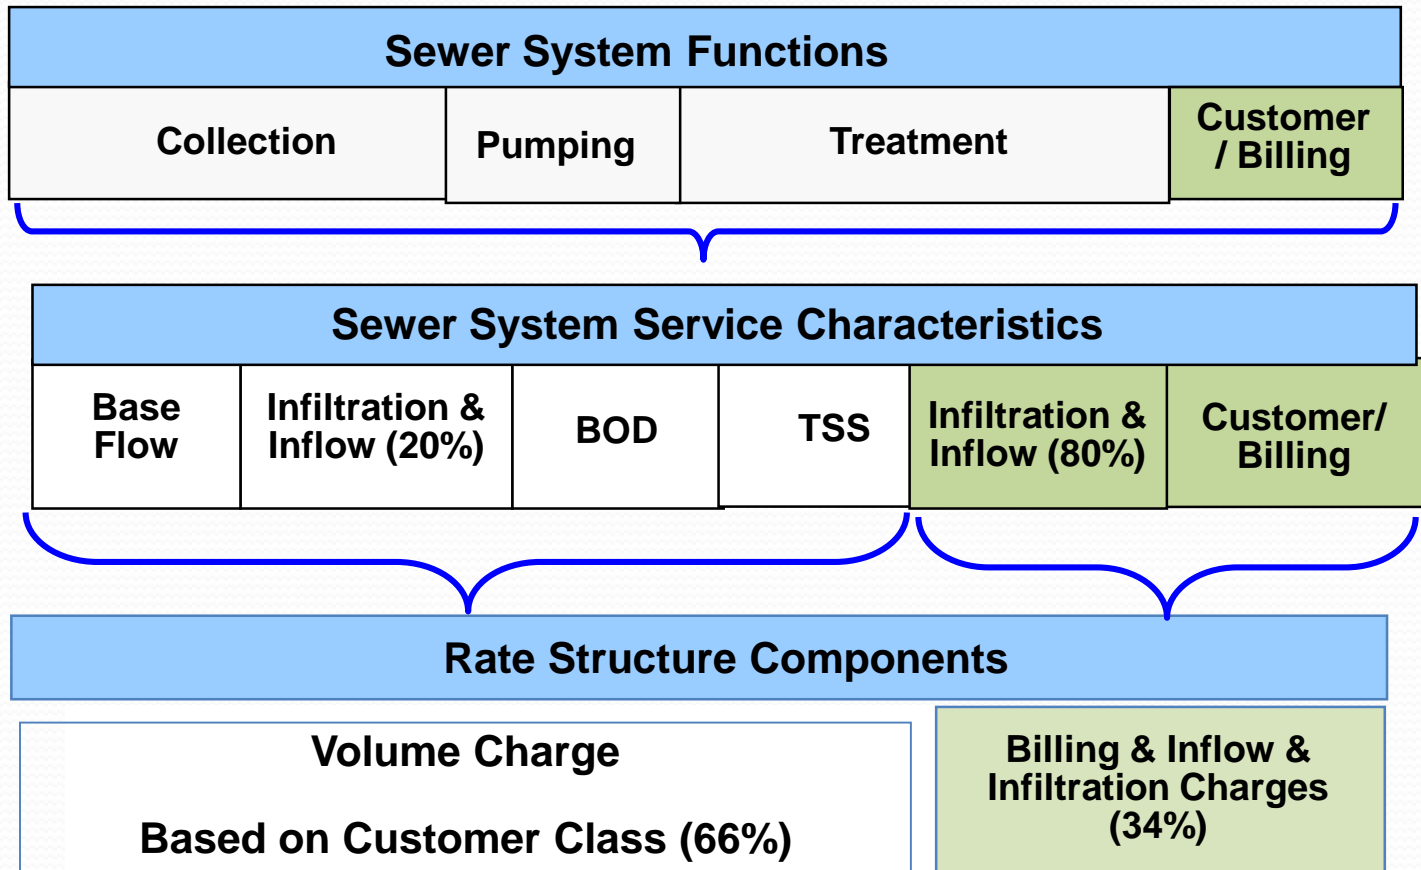 Sewer System Functions
Collection
Pumping
Treatment
Customer
/ Billing
Sewer System Service Characteristics
Base
Flow
Infiltration &
Inflow (20%)
BOD
TSS
Infiltration &
Inflow (80%)
Customer/
Billing
Rate Structure Components
Volume Charge
Based on Customer Class (66%)
Billing & Inflow &
Infiltration Charges
(34%)